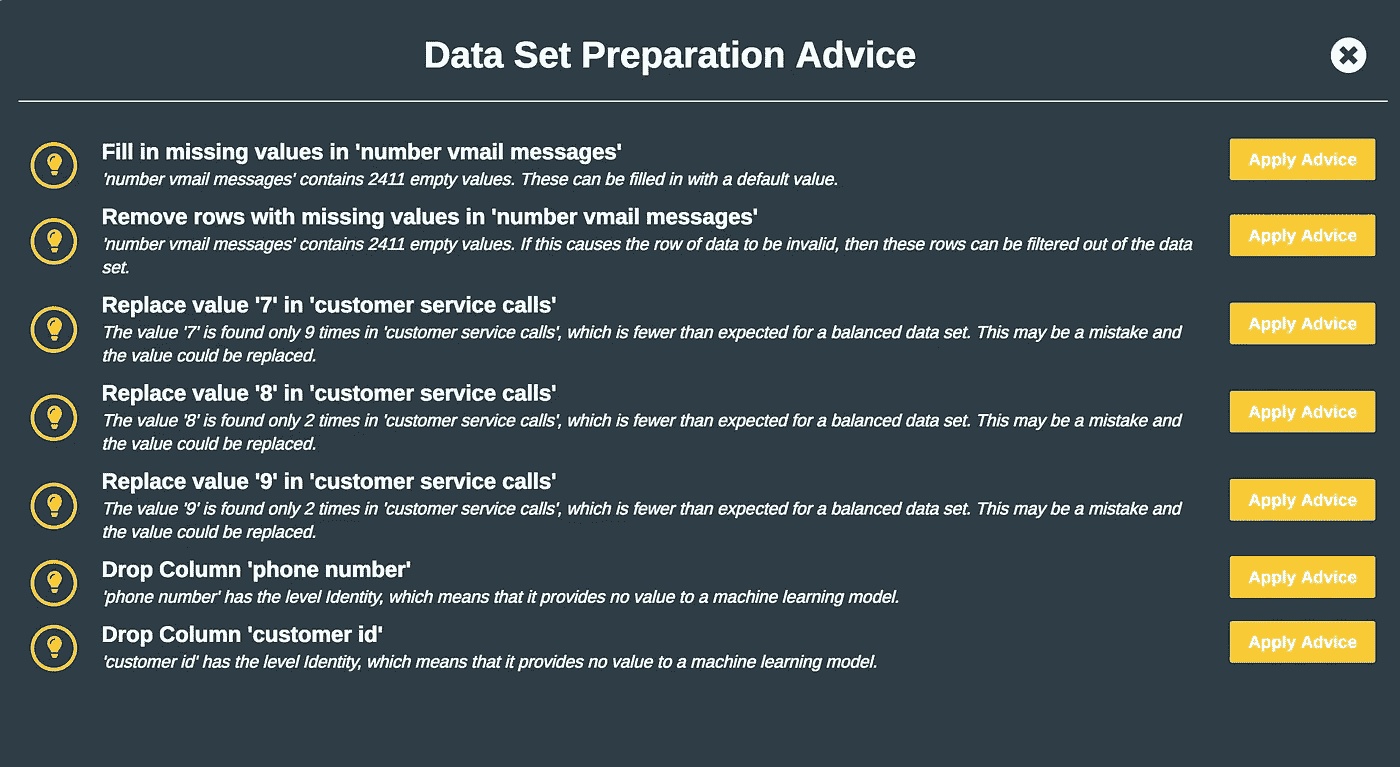 Data Set Preparation Advice
Fill in missing values in 'number vmail messages'
'number vmail messages' contains 2411 empty values. These can be filled in with a default value.
Apply Advice
Remove rows with missing values in 'number vmail messages'
'number vmail messages' contains 2411 empty values. If this causes the row of data to be invalid, then these rows can be filtered out of the data
set.
Apply Advice
Replace value '7' in 'customer service calls'
The value '7' is found only 9 times in 'customer service calls', which is fewer than expected for a balanced data set. This may be a mistake and
the value could be replaced.
Apply Advice
Replace value '8' in 'customer service calls'
The value '8' is found only 2 times in 'customer service calls', which is fewer than expected for a balanced data set. This may be a mistake and
the value could be replaced.
Apply Advice
Replace value '9' in 'customer service calls'
The value '9' is found only 2 times in 'customer service calls', which is fewer than expected for a balanced data set. This may be a mistake and
the value could be replaced.
Apply Advice
Drop Column 'phone number'
'phone number' has the level Identity, which means that it provides no value to a machine learning model.
Apply Advice
Drop Column 'customer id'
'customer id' has the level Identity, which means that it provides no value to a machine learning model.
Apply Advice